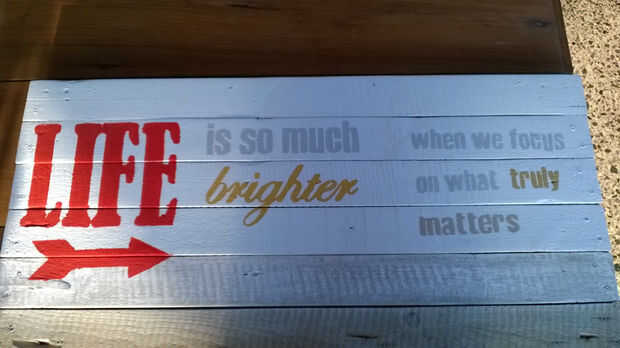 LIFE
is so much
brighter
when we focus
on what truly
matters